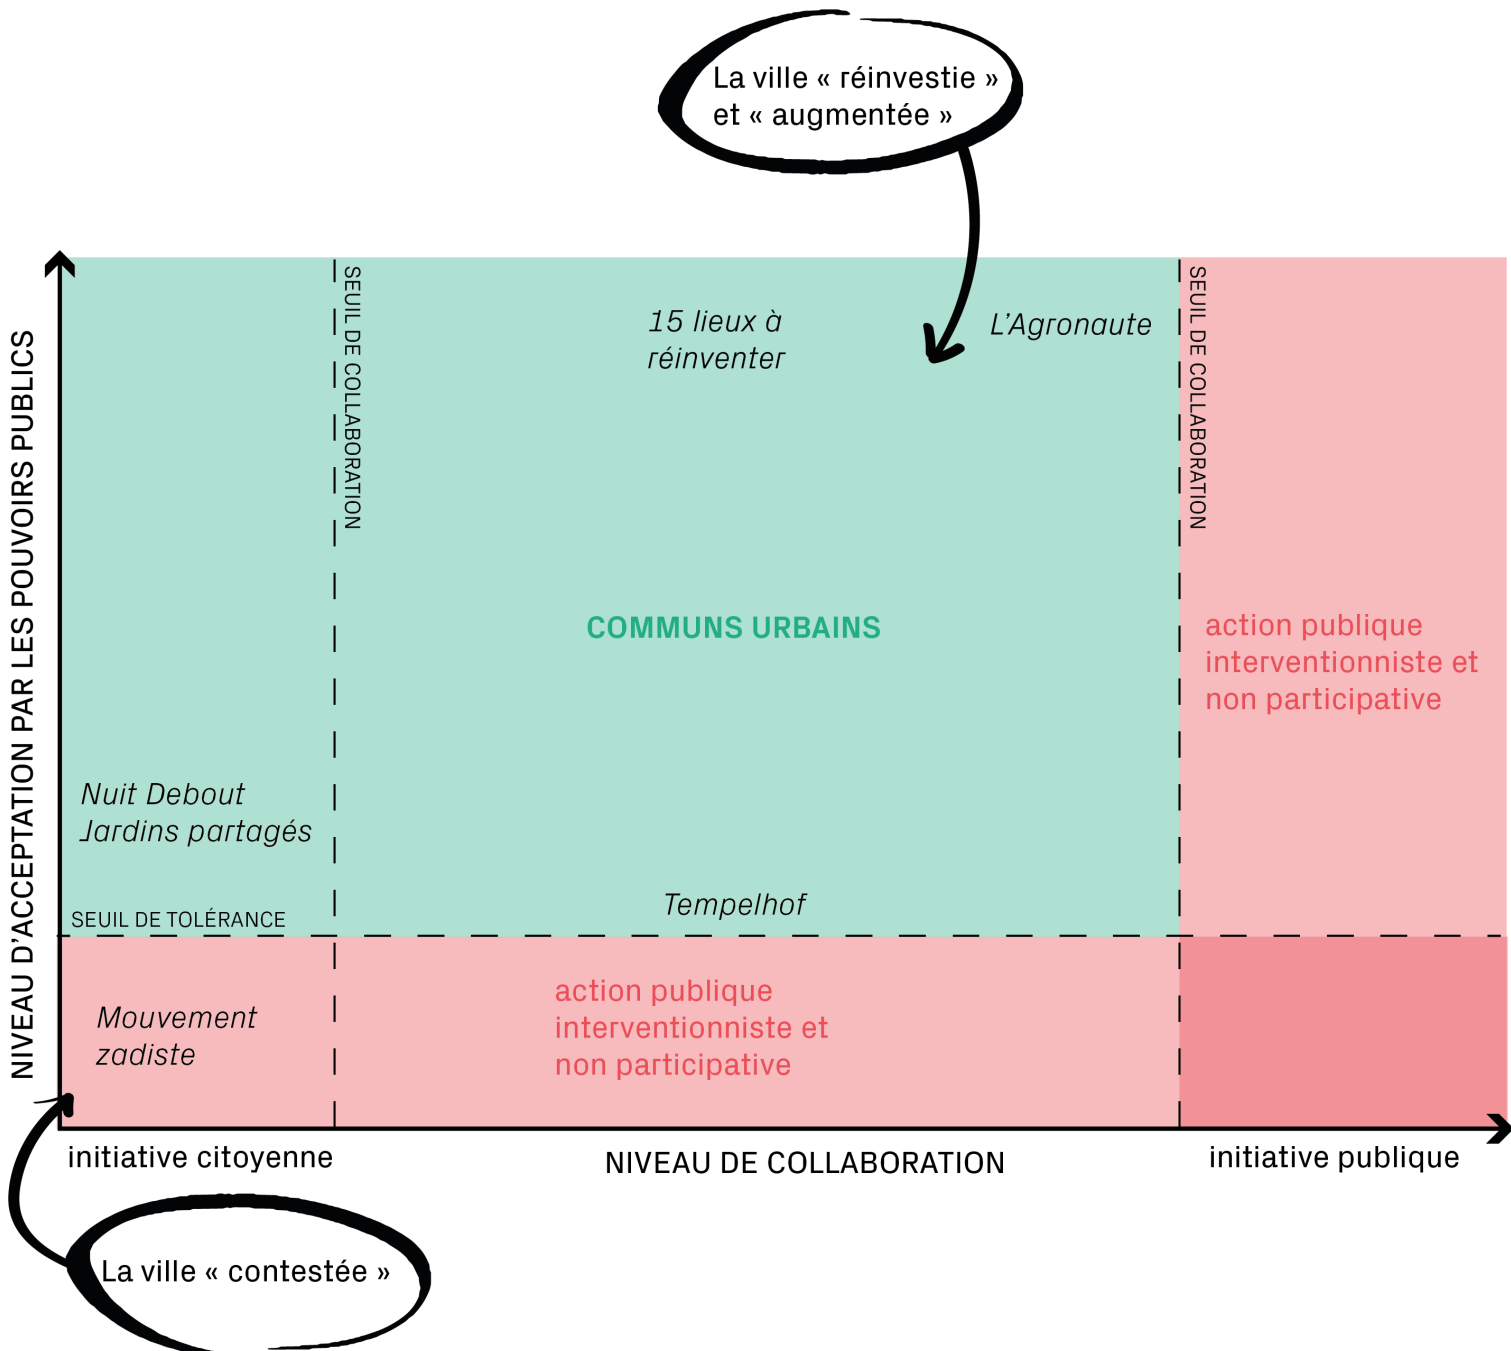 La ville « réinvestie »
et « augmentée »
NIVEAU D'ACCEPTATION PAR LES POUVOIRS PUBLICS
SEUIL DE COLLABORATION
15 lieux à
réinventer
L'Agronaute
SEUIL DE COLLABORATION
COMMUNS URBAINS
action publique
interventionniste et
non participative
Nuit Debout
Jardins partagés
SEUIL DE TOLÉRANCE
Tempelhof
Mouvement
zadiste
action publique
interventionniste et
non participative
initiative citoyenne
NIVEAU DE COLLABORATION
initiative publique
La ville « contestée »